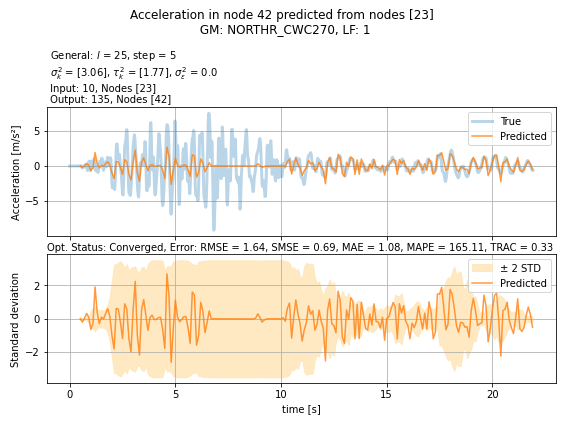 Acceleration in node 42 predicted from nodes [23]
GM: NORTHR_CWC270, LF: 1
General: l = 25, step = 5
σ²ₖ = [3.06], τ²ₖ = [1.77], σ²ε = 0.0
Input: 10, Nodes [23]
Output: 135, Nodes [42]
Acceleration [m/s²]
5
0
−5
True
Predicted
Opt. Status: Converged, Error: RMSE = 1.64, SMSE = 0.69, MAE = 1.08, MAPE = 165.11, TRAC = 0.33
Standard deviation
2
0
−2
± 2 STD
Predicted
0 5 10 15 20
time [s]